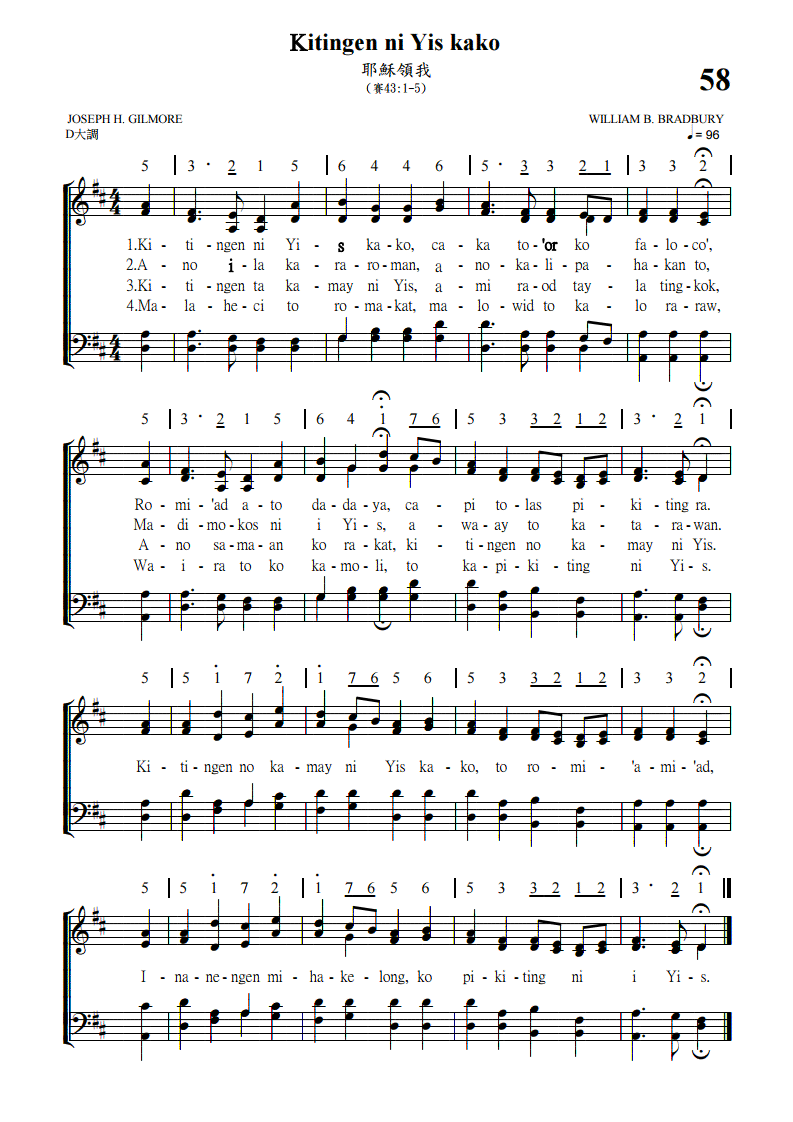 Kitingen ni Yis kako
耶穌領我
(賽43:1-5)
58
JOSEPH H. GILMORE
WILLIAM B. BRADBURY
D大調
♩= 96
5 | 3 · 2 1 5 | 6 4 4 6 | 5 · 3 3 2 1 | 3 3 2 |
1.Ki - ti - ngen ni Yi - s kako, ca - ka to - 'or ko fa - lo - co',
2.A - no i - la ka - ra - ro - man, a no - ka - li - pa - hakan to,
3.Ki - ti - ngen ta ka - may ni Yis, a - mi ra - od tay - la ting - kok,
4.Ma - la - he - ci to ro - ma - kat, ma - lo - wid to ka - lo ra - raw,
5 | 3 · 2 1 5 | 6 4 1 7 6 | 5 3 3 2 1 2 | 3 · 2 1 |
Ro - mi - 'ad a - to da - da - ya, ca - pi to - las pi - ki - ting ra.
Ma - di - mo - kos ni i Yi - s, a - wa - ay to ka - ta - ra - wan.
A - no sa - ma - an ko ra - kat, ki - ti - ngen no ka - may ni Yis.
Wa - i - ra to ko ka - mo - li, to ka - pi - ki - ting ni Yi - s.
5 | 5 1 7 2 | 1 7 6 5 6 | 5 3 3 2 1 2 | 3 3 2 |
Ki - ti - ngen no ka - may ni Yis kako, to ro - mi - 'a - mi - 'ad,
5 | 5 1 7 2 | 1 7 6 5 6 | 5 3 3 2 1 2 | 3 · 2 1
I - na - ne - ngen mi - ha - ke - long, ko pi - ki - ting ni i Yi - s.